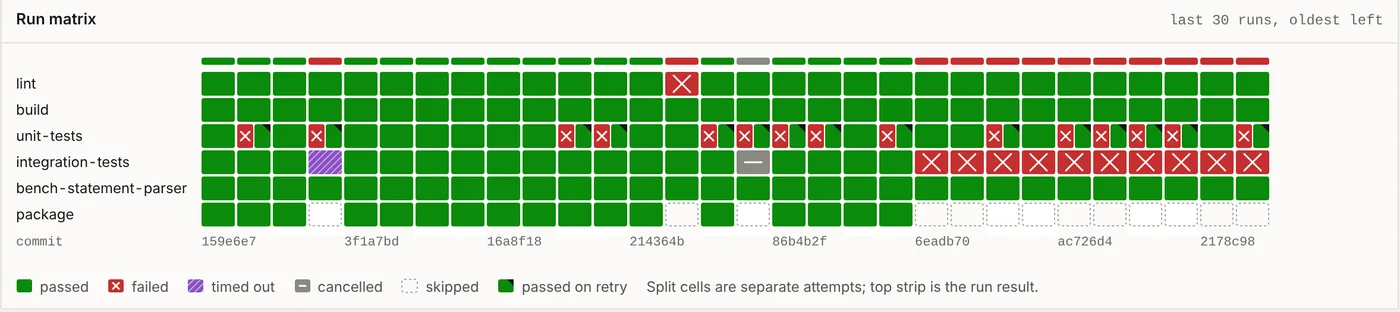 Run matrix
last 30 runs, oldest left
lint
build
unit-tests
integration-tests
bench-statement-parser
package
commit 159e6e7 3f1a7bd 16a8f18 214364b 86b4b2f 6eadb70 ac726d4 2178c98
passed failed timed out cancelled skipped passed on retry Split cells are separate attempts; top strip is the run result.